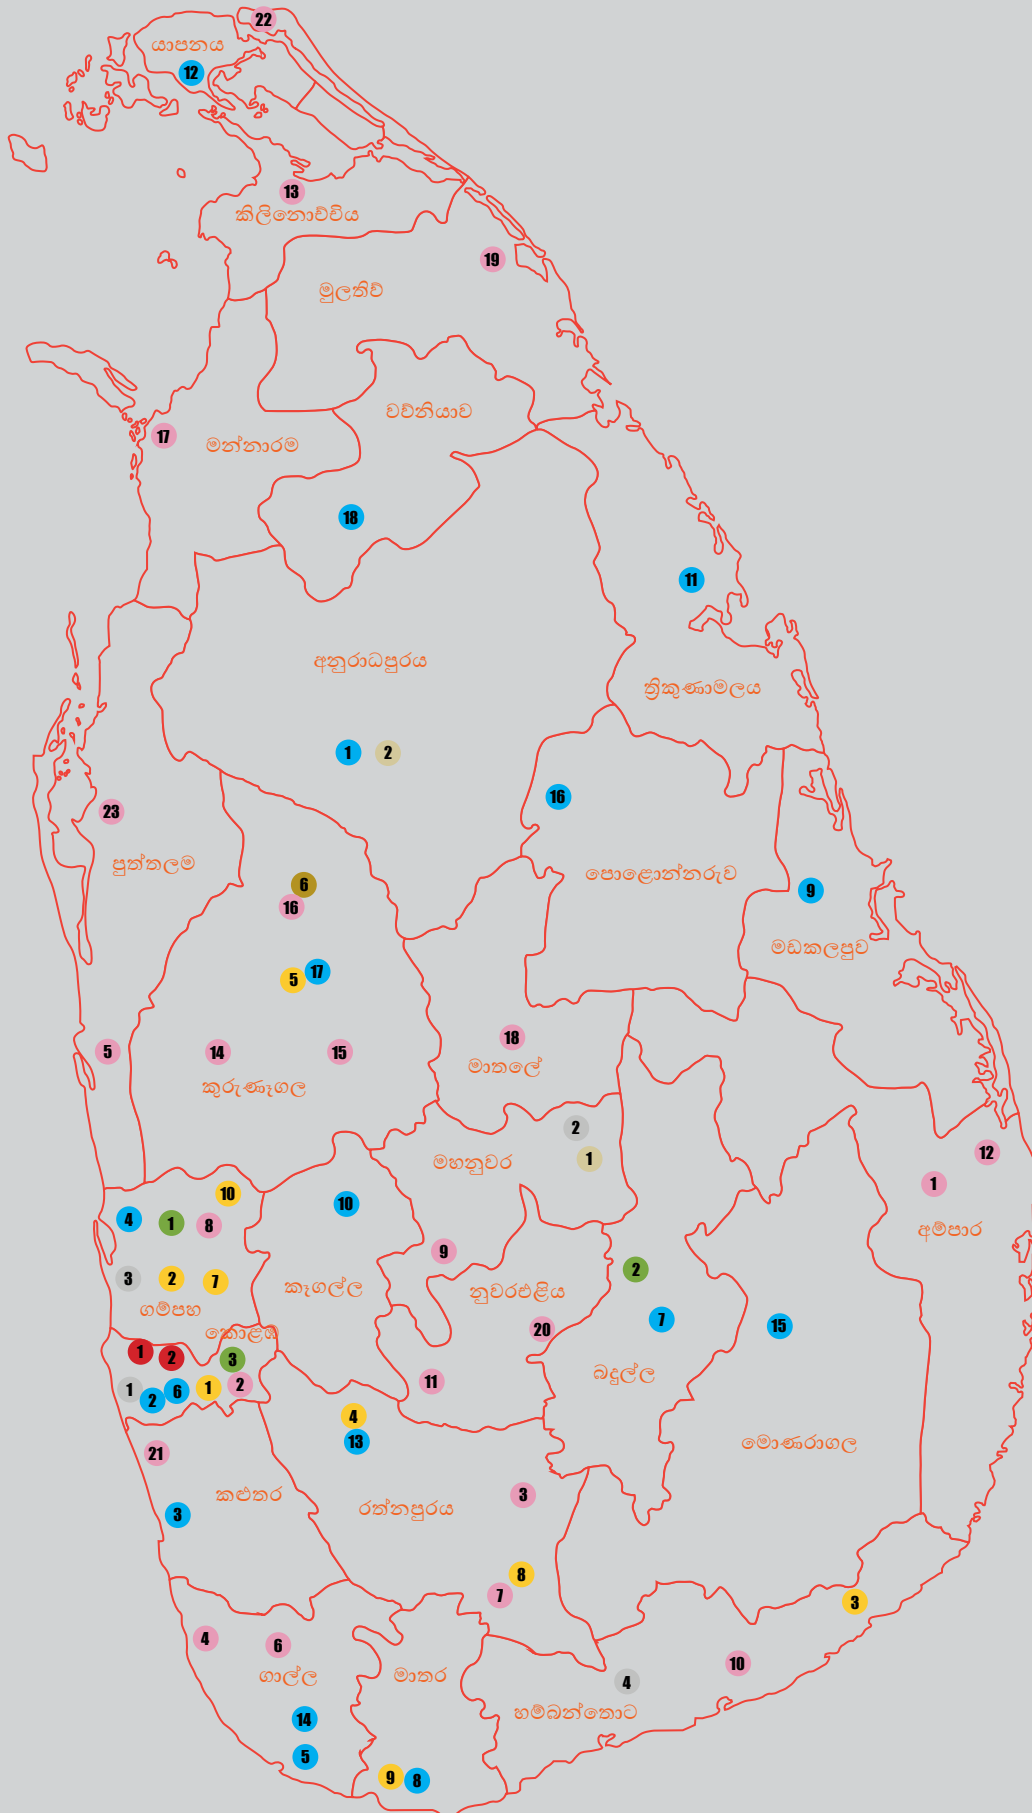 22
යාපනය
12
13
කිලිනොච්චිය
19
මුලතිව්
වව්නියාව
17
මන්නාරම
18
11
අනුරාධපුරය
ත්‍රිකුණාමලය
1 2
16
23
පුත්තලම
6
පොළොන්නරුව
9
16
මඩකලපුව
17
5
18
5 14 15
මාතලේ
කුරුණෑගල
2
12
මහනුවර 1
1
10
10
4 1 8
අම්පාර
9
2
3 2 7
කෑගල්ල
නුවරඑළිය
ගම්පහ
7
15
කොළඹ
20
1 2 3
බදුල්ල
1 2 6 1 2
11
4
13
මොණරාගල
21
කළුතර
3
රත්නපුරය
3
8
7
3
4
6
10
ගාල්ල
මාතර
4
හම්බන්තොට
14
5
9 8